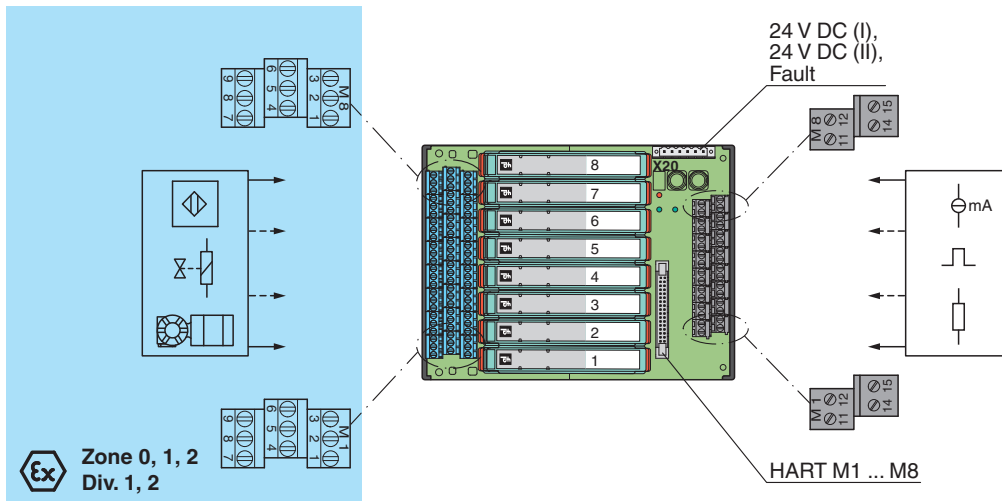 24 V DC (I),
24 V DC (II),
Fault
9 8 7
6 5 4
3 2 1
M 8
M 8
11 12
14 15
X20
8
7
6
5
4
3
2
1
mA
9 8 7
6 5 4
3 2 1
M 1
M 1
11 12
14 15
Ex
Zone 0, 1, 2
Div. 1, 2
HART M1 ... M8